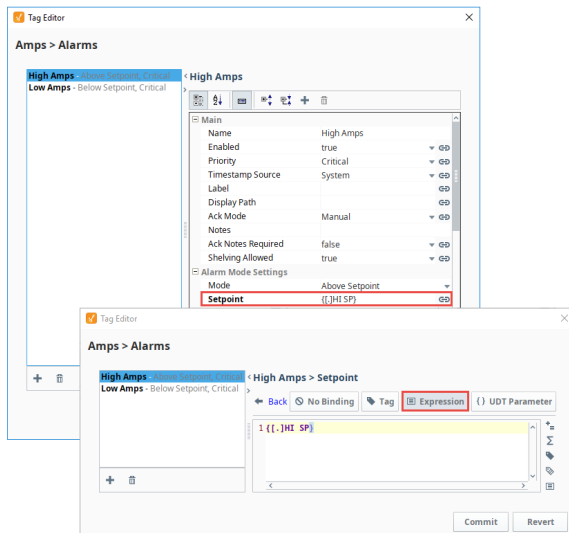 Tag Editor
Amps > Alarms
High Amps - Above Setpoint, Critical
Low Amps - Below Setpoint, Critical
High Amps
Main
Name High Amps
Enabled true
Priority Critical
Timestamp Source System
Label
Display Path
Ack Mode Manual
Notes
Ack Notes Required false
Shelving Allowed true
Alarm Mode Settings
Mode Above Setpoint
Setpoint {[.]HI SP}
Tag Editor
Amps > Alarms
High Amps - Above Setpoint, Critical
Low Amps - Below Setpoint, Critical
High Amps > Setpoint
Back No Binding Tag Expression UDT Parameter
1 {[.]HI SP}
Commit Revert